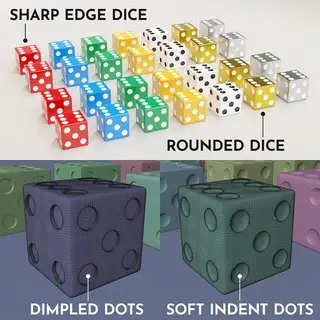 SHARP EDGE DICE
ROUNDED DICE
DIMPLED DOTS
SOFT INDENT DOTS